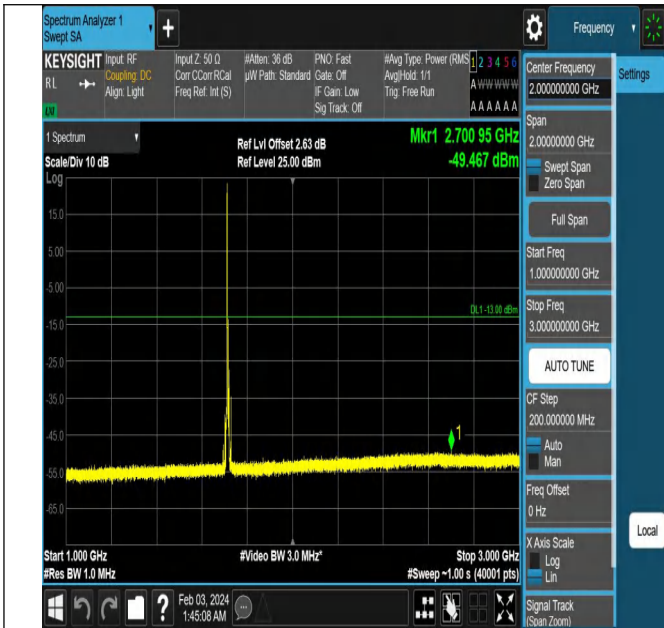 Spectrum Analyzer 1
Swept SA
Frequency
KEYSIGHT
RL
LXI
Input: RF
Coupling: DC
Align: Light
Input Z: 50 Ω
Corr CCorr RCal
Freq Ref: Int (S)
#Atten: 36 dB
µW Path: Standard
PNO: Fast
Gate: Off
IF Gain: Low
Sig Track: Off
#Avg Type: Power (RMS
Avg|Hold: 1/1
Trig: Free Run
1 2 3 4 5 6
A W W W W W
A A A A A A
1 Spectrum
Scale/Div 10 dB
Log
Ref Lvl Offset 2.63 dB
Ref Level 25.00 dBm
Mkr1 2.700 95 GHz
-49.467 dBm
15.0
5.00
-5.00
-15.0
-25.0
-35.0
-45.0
-55.0
-65.0
DL1 -13.00 dBm
1
Start 1.000 GHz
#Res BW 1.0 MHz
#Video BW 3.0 MHz*
Stop 3.000 GHz
#Sweep ~1.00 s (40001 pts)
Center Frequency
2.000000000 GHz
Settings
Span
2.00000000 GHz
Swept Span
Zero Span
Full Span
Start Freq
1.000000000 GHz
Stop Freq
3.000000000 GHz
AUTO TUNE
CF Step
200.000000 MHz
Auto
Man
Freq Offset
0 Hz
X Axis Scale
Log
Lin
Local
Signal Track
(Span Zoom)
?
Feb 03, 2024
1:45:08 AM